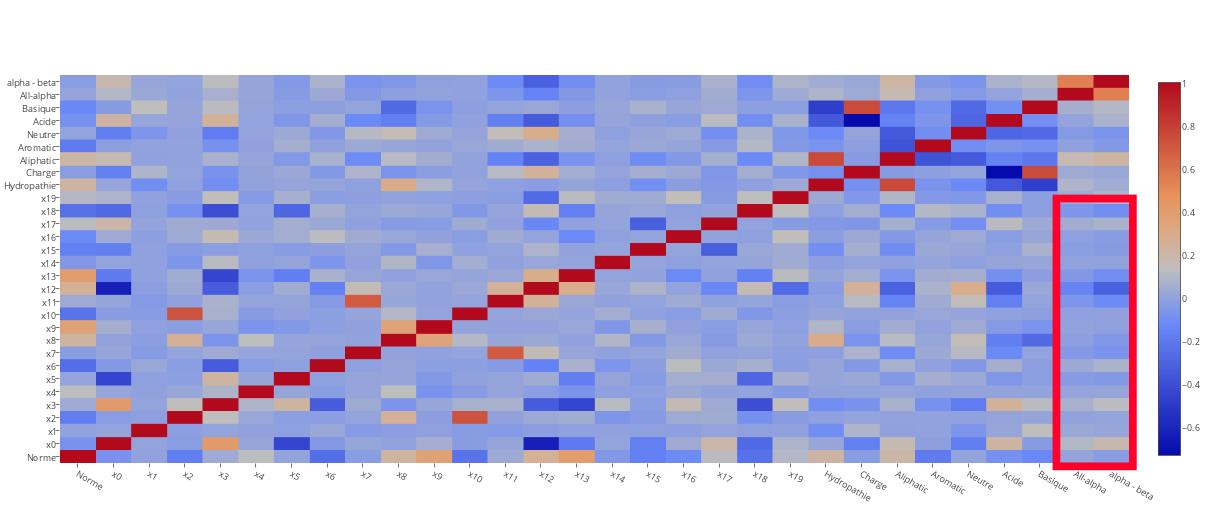 alpha - beta
All-alpha
Basique
Acide
Neutre
Aromatic
Aliphatic
Charge
Hydropathie
x19
x18
x17
x16
x15
x14
x13
x12
x11
x10
x9
x8
x7
x6
x5
x4
x3
x2
x1
x0
Norme
Norme x0 x1 x2 x3 x4 x5 x6 x7 x8 x9 x10 x11 x12 x13 x14 x15 x16 x17 x18 x19 Hydropathie Charge Aliphatic Aromatic Neutre Acide Basique All-alpha alpha - beta
1
0.8
0.6
0.4
0.2
0
−0.2
−0.4
−0.6